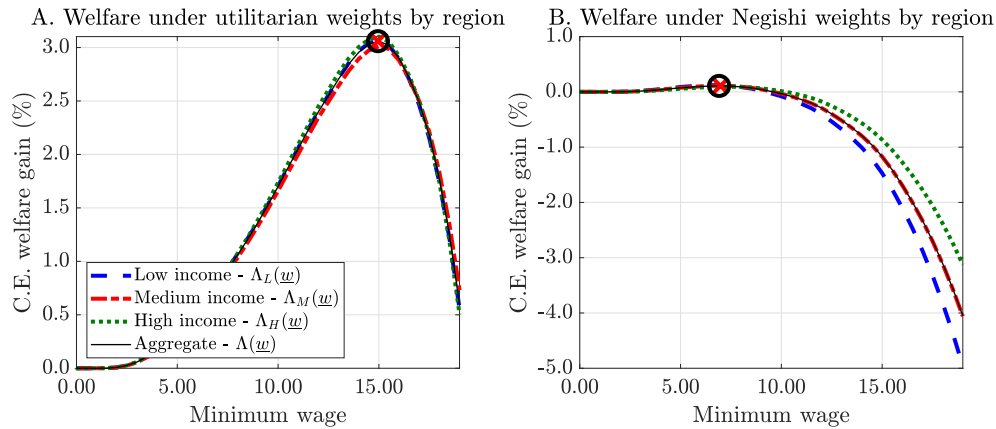 A. Welfare under utilitarian weights by region
C.E. welfare gain (%)
3.0
2.5
2.0
1.5
1.0
0.5
0.0
0.00
5.00
10.00
15.00
Minimum wage
Low income - Λ_L(w̲)
Medium income - Λ_M(w̲)
High income - Λ_H(w̲)
Aggregate - Λ(w̲)
B. Welfare under Negishi weights by region
C.E. welfare gain (%)
1.0
0.0
-1.0
-2.0
-3.0
-4.0
-5.0
0.00
5.00
10.00
15.00
Minimum wage